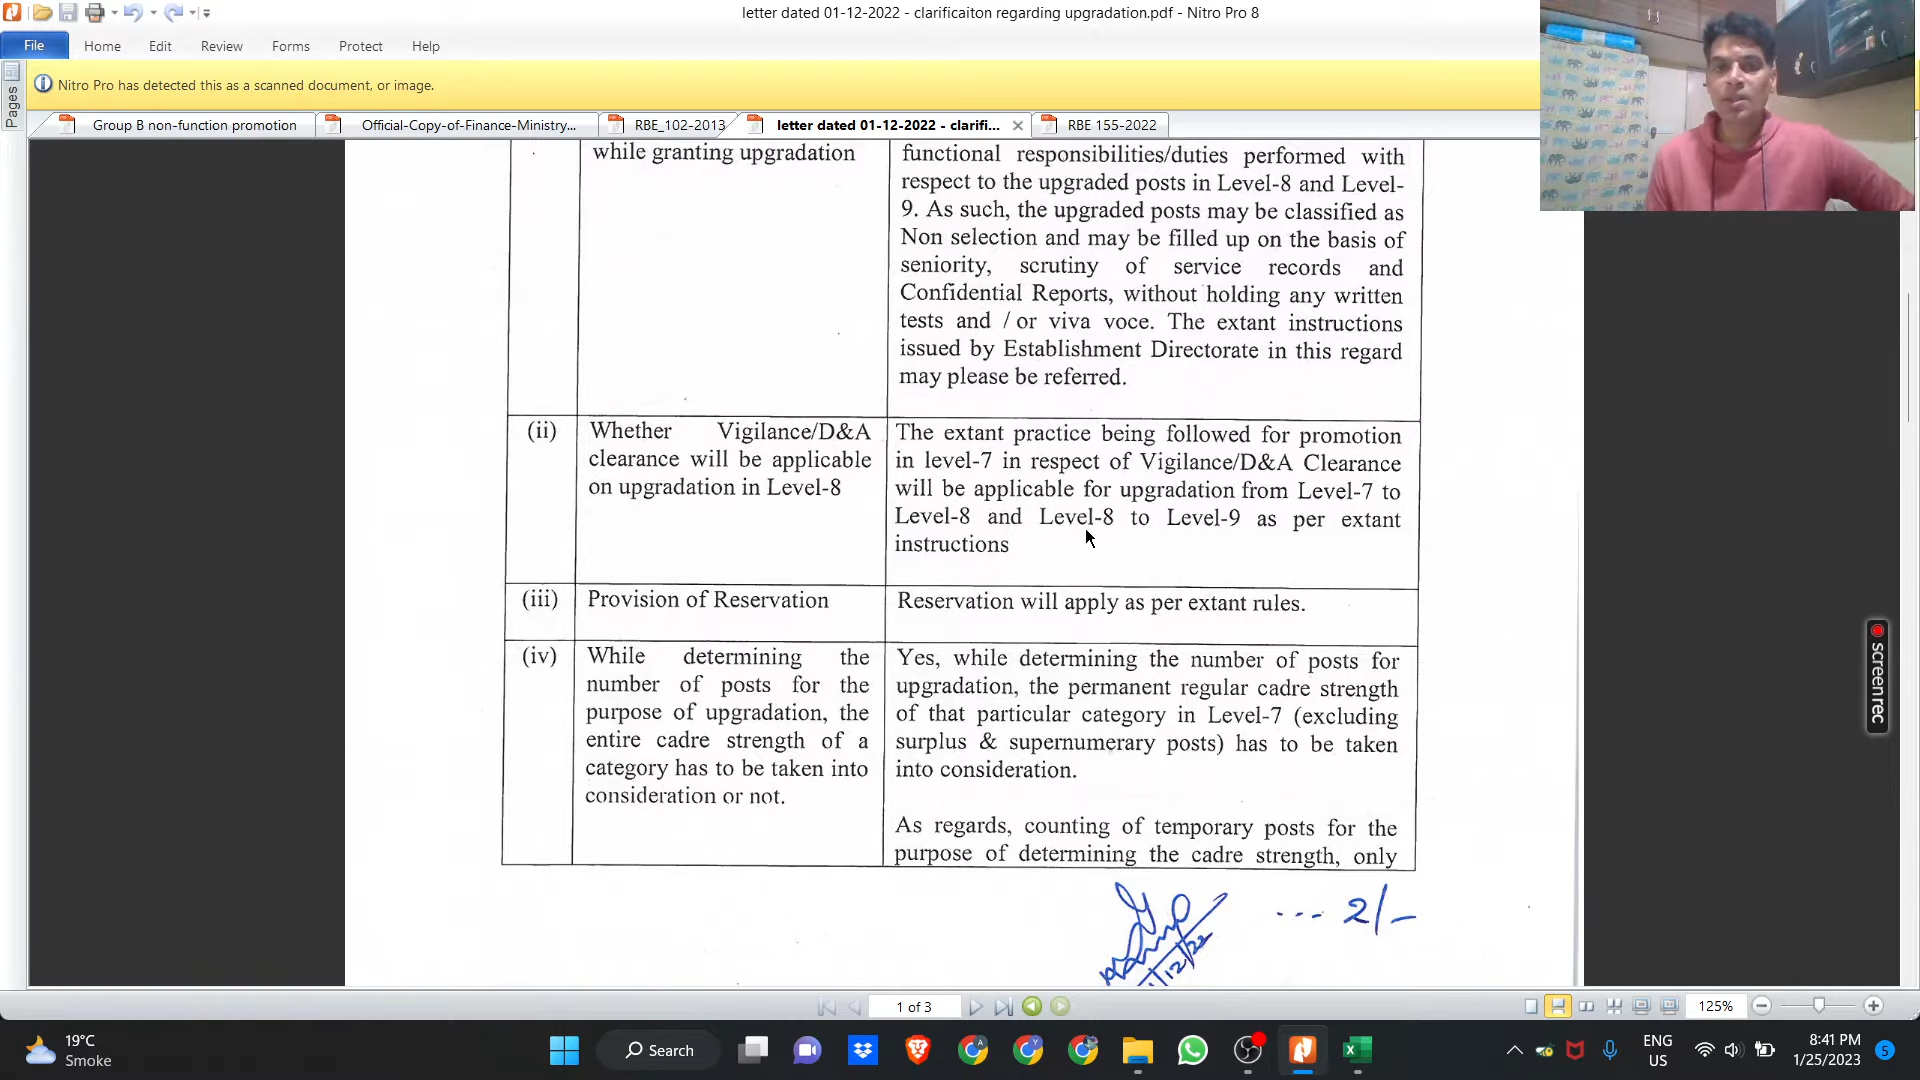 letter dated 01-12-2022 - clarificaiton regarding upgradation.pdf - Nitro Pro 8
File Home Edit Review Forms Protect Help
Nitro Pro has detected this as a scanned document, or image.
Pages
Group B non-function promotion
Official-Copy-of-Finance-Ministry...
RBE_102-2013
letter dated 01-12-2022 - clarifi...
RBE 155-2022
while granting upgradation
functional responsibilities/duties performed with
respect to the upgraded posts in Level-8 and Level-
9. As such, the upgraded posts may be classified as
Non selection and may be filled up on the basis of
seniority, scrutiny of service records and
Confidential Reports, without holding any written
tests and / or viva voce. The extant instructions
issued by Establishment Directorate in this regard
may please be referred.
(ii)
Whether Vigilance/D&A
clearance will be applicable
on upgradation in Level-8
The extant practice being followed for promotion
in level-7 in respect of Vigilance/D&A Clearance
will be applicable for upgradation from Level-7 to
Level-8 and Level-8 to Level-9 as per extant
instructions
(iii)
Provision of Reservation
Reservation will apply as per extant rules.
(iv)
While determining the
number of posts for the
purpose of upgradation, the
entire cadre strength of a
category has to be taken into
consideration or not.
Yes, while determining the number of posts for
upgradation, the permanent regular cadre strength
of that particular category in Level-7 (excluding
surplus & supernumerary posts) has to be taken
into consideration.
As regards, counting of temporary posts for the
purpose of determining the cadre strength, only
... 2/-
screenrec
1 of 3
125%
19°C
Smoke
Search
ENG
US
8:41 PM
1/25/2023
5